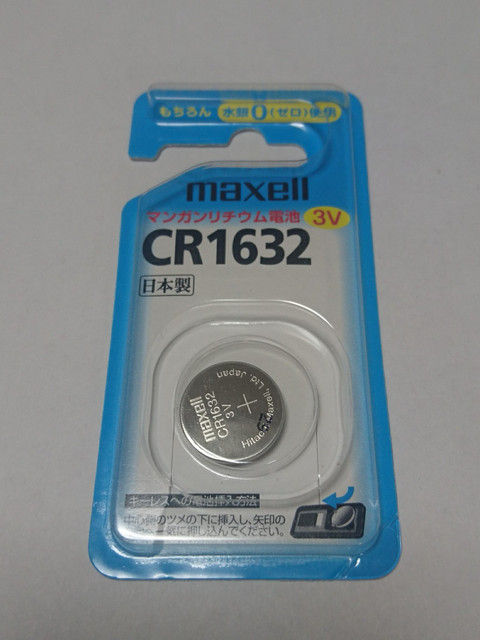 もちろん 水銀0(ゼロ)使用
maxell
マンガンリチウム電池 3V
CR1632
日本製
maxell
CR1632
3V
+
Hitachi Maxell, Ltd. Japan
キーレスへの電池挿入方法
中心側のツメの下に挿入し、矢印の
に押し込んでください。